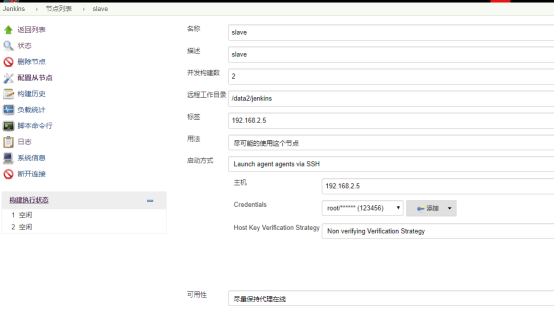 Jenkins › 节点列表 › slave
返回列表
状态
删除节点
配置从节点
构建历史
负载统计
脚本命令行
日志
系统信息
断开连接
构建执行状态
1 空闲
2 空闲
名称 slave
描述 slave
并发构建数 2
远程工作目录 /data2/jenkins
标签 192.168.2.5
用法 尽可能的使用这个节点
启动方式 Launch agent agents via SSH
主机 192.168.2.5
Credentials root/****** (123456) 添加
Host Key Verification Strategy Non verifying Verification Strategy
可用性 尽量保持代理在线